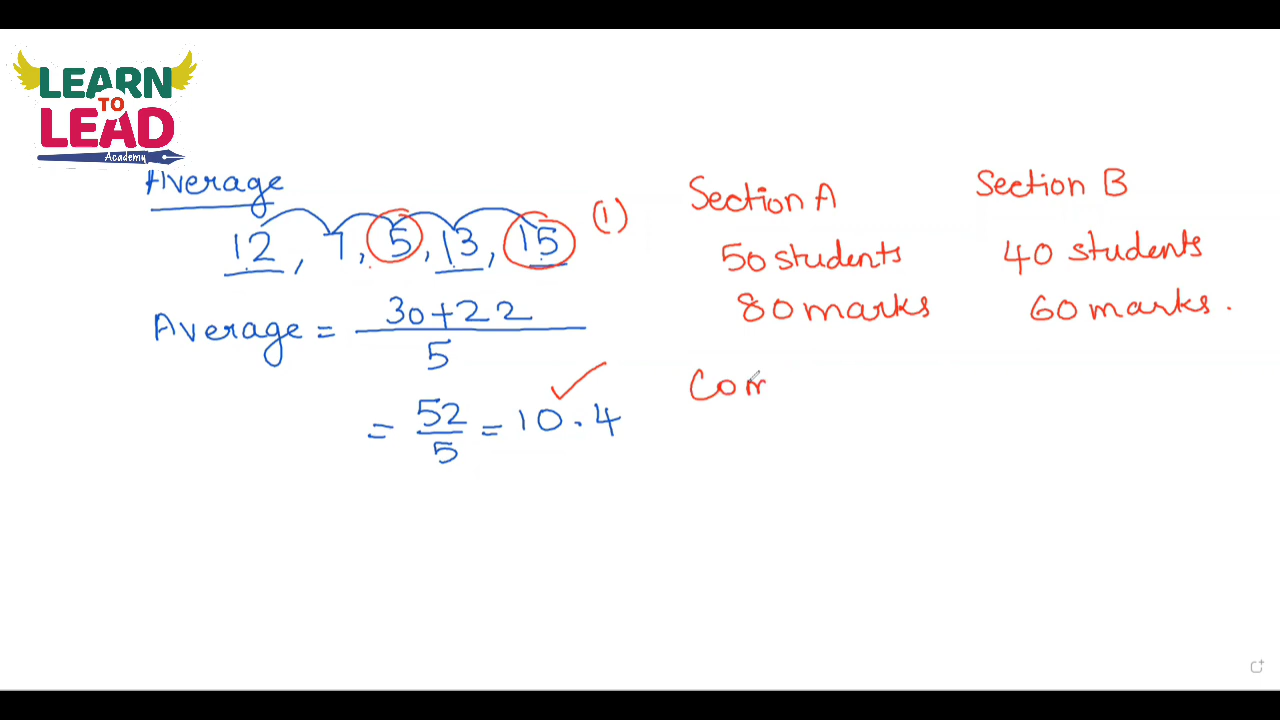 LEARN
TO
LEAD
Academy
Average
12, 7, 5, 13, 15
Average = 30+22
5
= 52/5 = 10.4
(1)
Section A
50 students
80 marks
Section B
40 students
60 marks.
Com